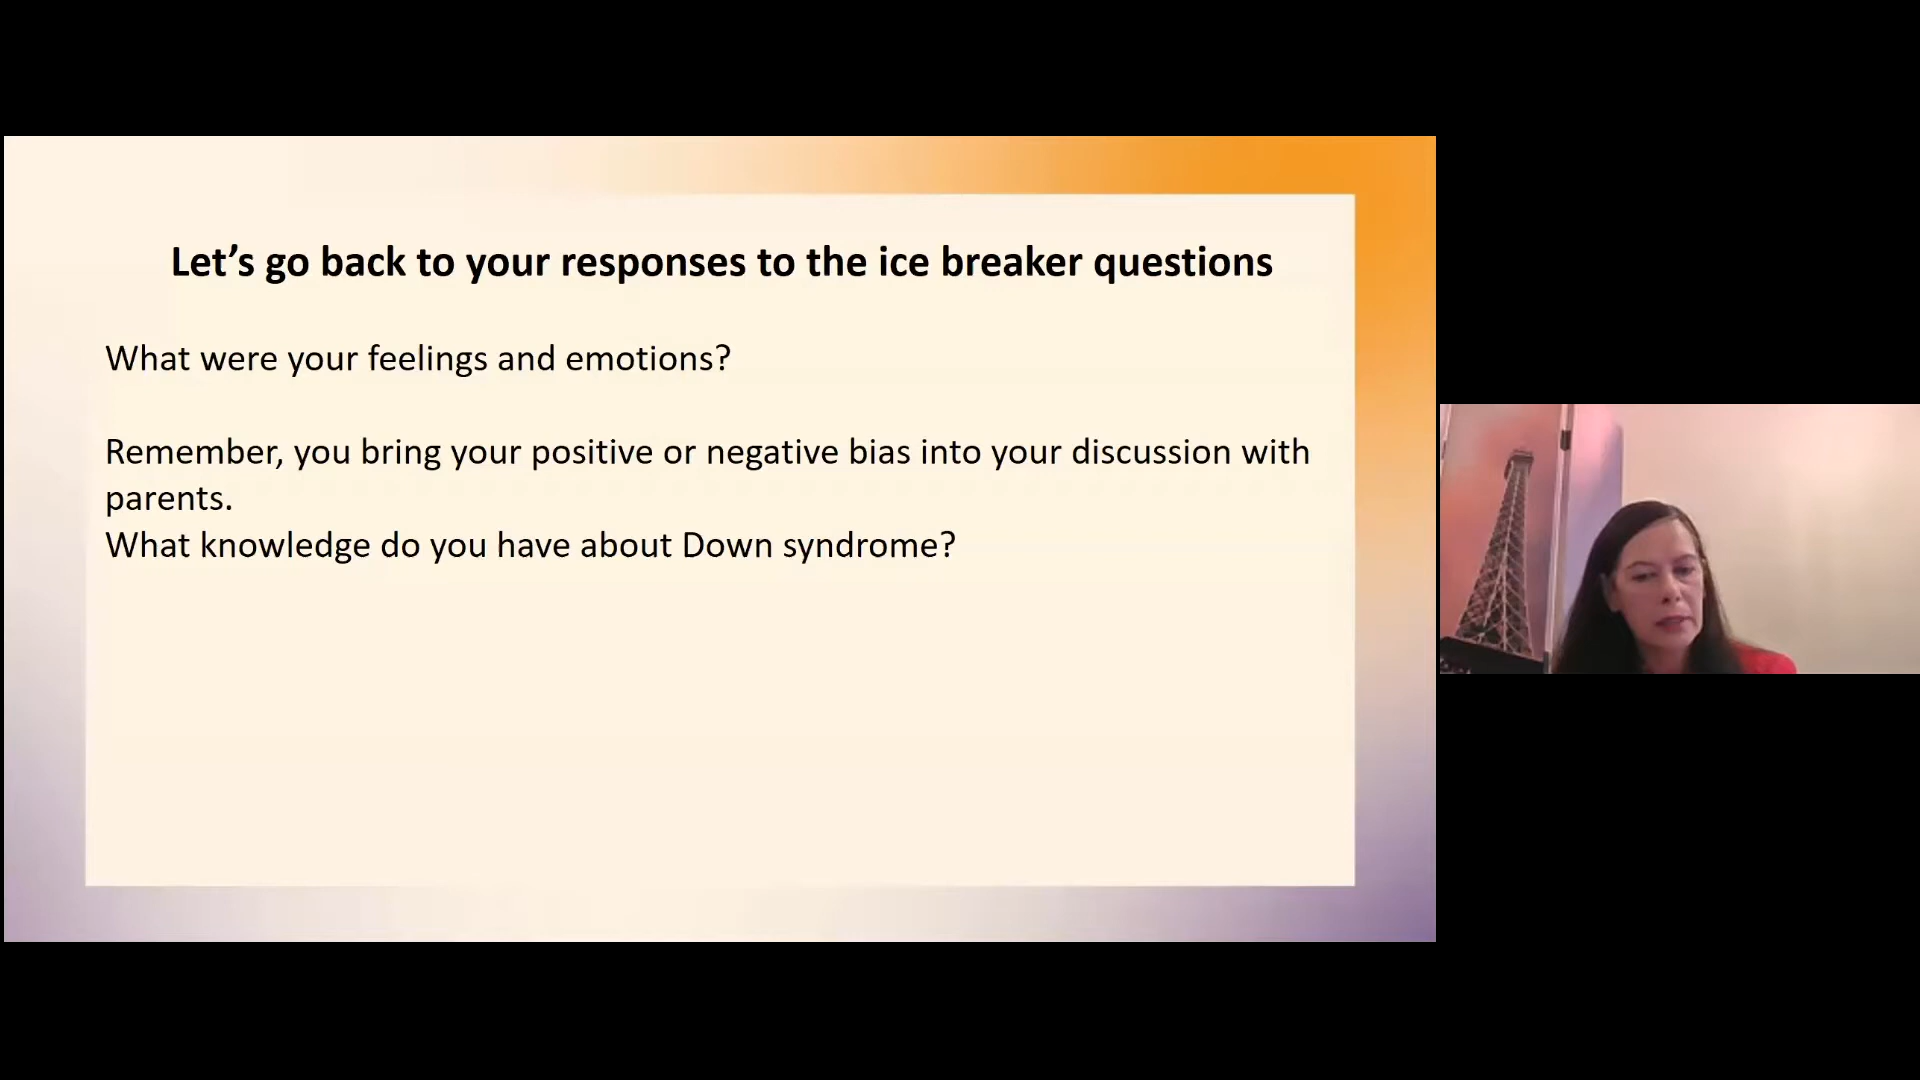 Let’s go back to your responses to the ice breaker questions
What were your feelings and emotions?
Remember, you bring your positive or negative bias into your discussion with
parents.
What knowledge do you have about Down syndrome?